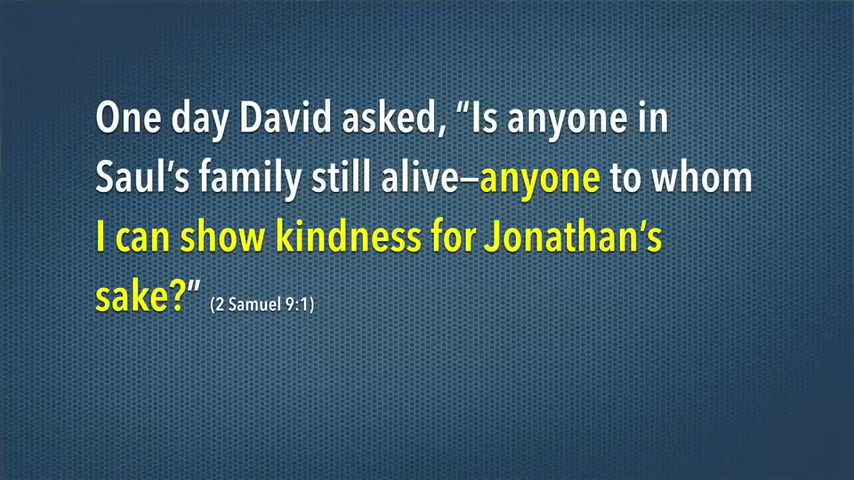 One day David asked, “Is anyone in
Saul’s family still alive—anyone to whom
I can show kindness for Jonathan’s
sake?” (2 Samuel 9:1)